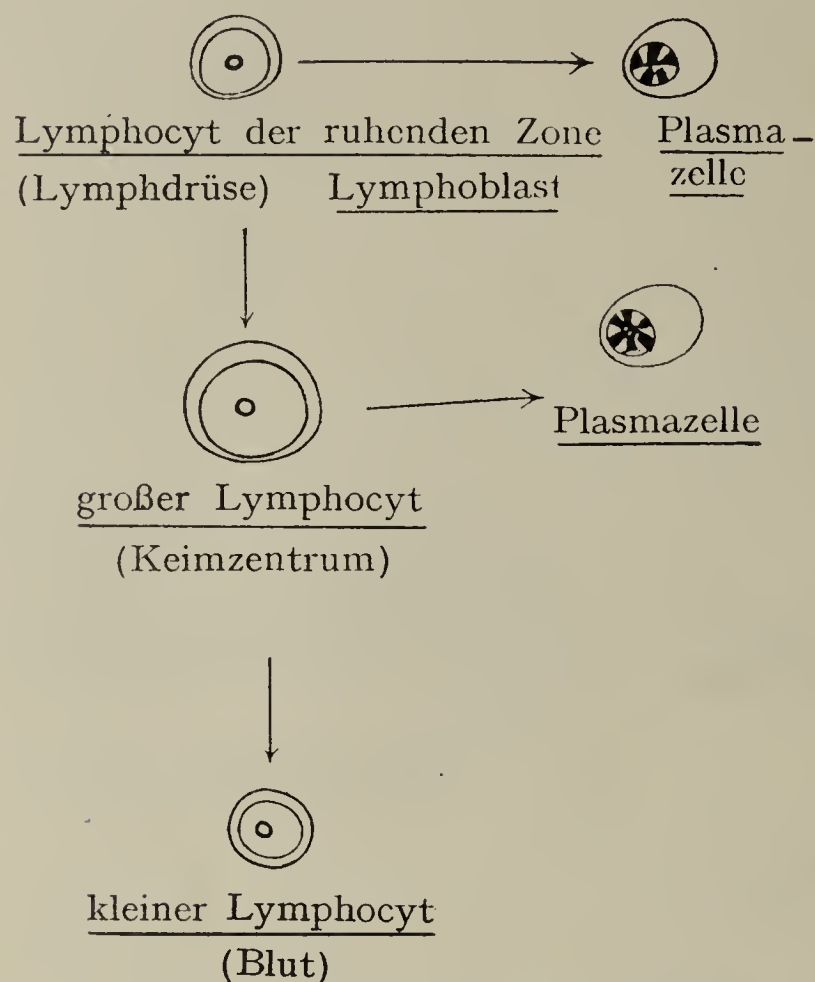 Lymphocyt der ruhenden Zone Plasma-
(Lymphdrüse) Lymphoblast zelle
Plasmazelle
großer Lymphocyt
(Keimzentrum)
kleiner Lymphocyt
(Blut)